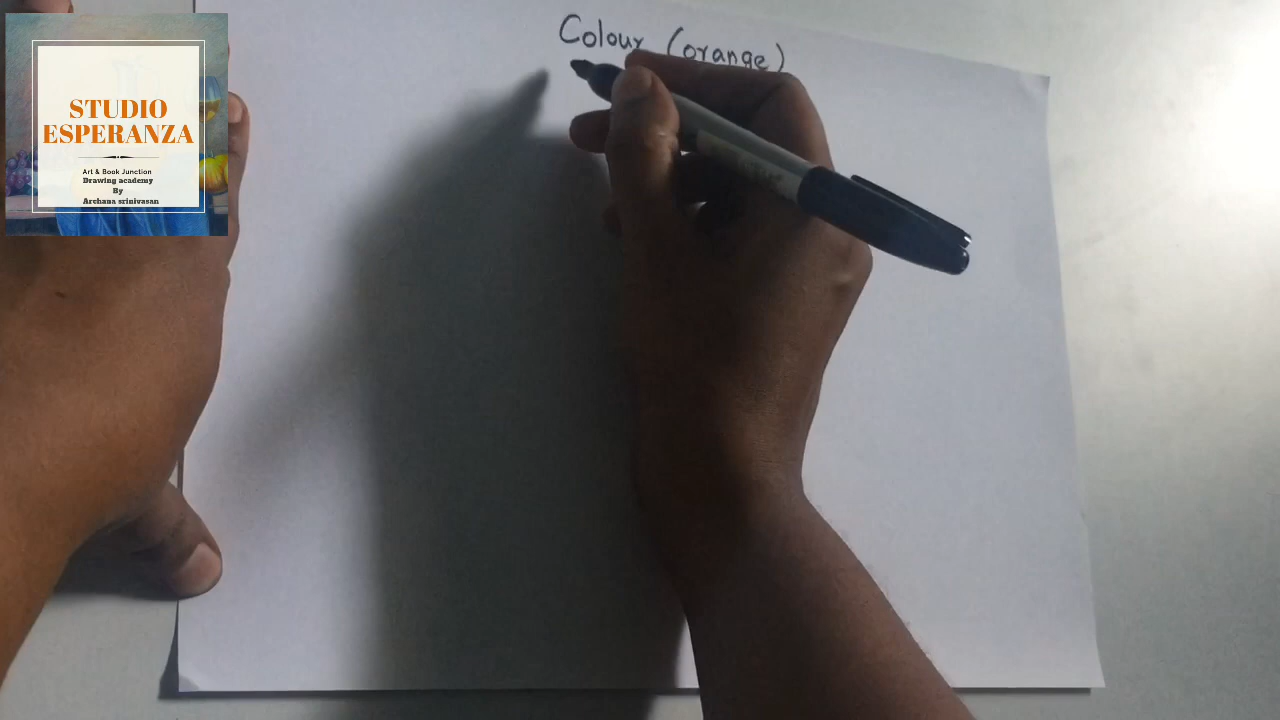 STUDIO
ESPERANZA
Art & Book Junction
Drawing academy
By
Archana srinivasan
Colour (orange)